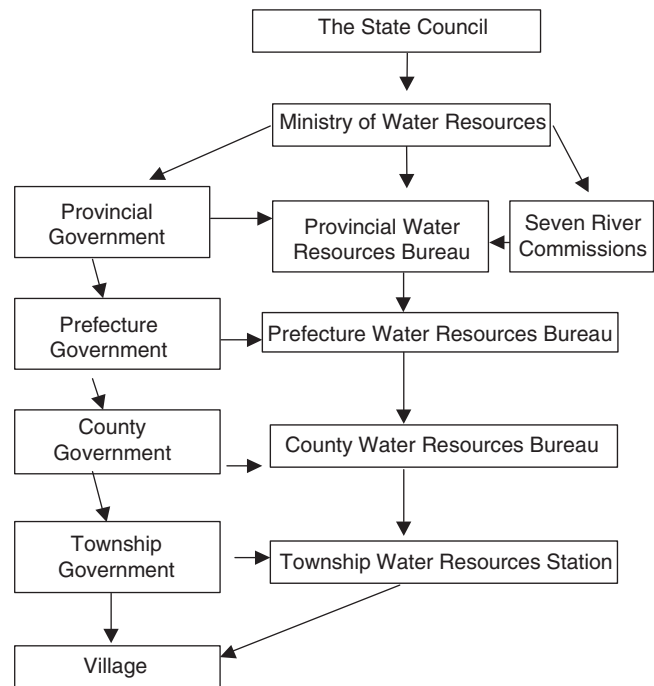 The State Council
Ministry of Water Resources
Provincial
Government
Provincial Water
Resources Bureau
Seven River
Commissions
Prefecture
Government
Prefecture Water Resources Bureau
County
Government
County Water Resources Bureau
Township
Government
Township Water Resources Station
Village